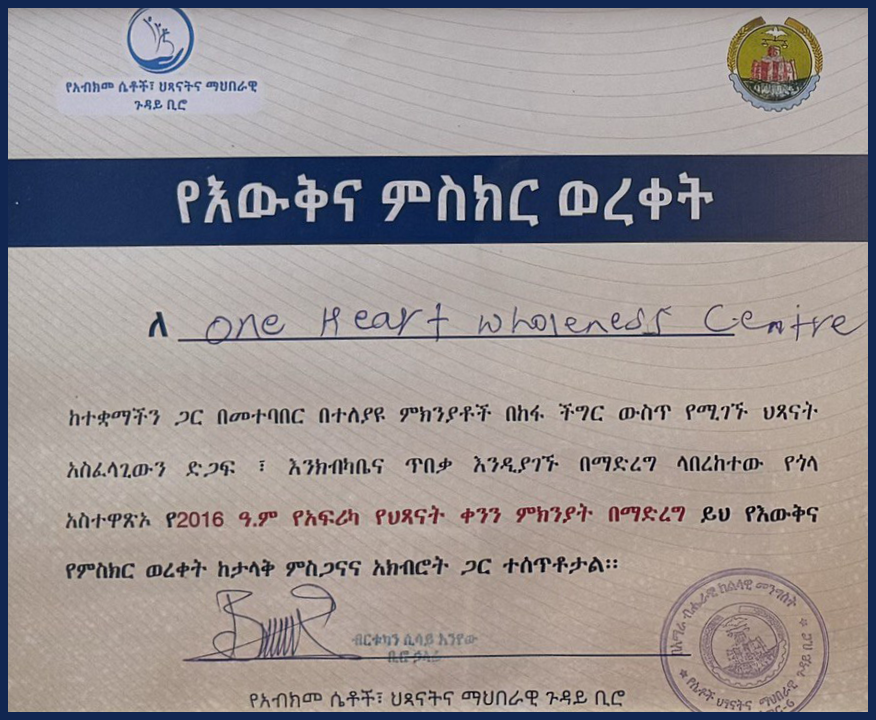 የአብክመ ሴቶች፣ ህጻናትና ማህበራዊ
ጉዳይ ቢሮ
የእውቅና ምስክር ወረቀት
ለ One Heart wholeness Centre
ከተቋማችን ጋር በመተባበር በተለያዩ ምክንያቶች በከፋ ችግር ውስጥ የሚገኙ ህጻናት
አስፈላጊውን ድጋፍ ፣ እንክብካቤና ጥበቃ እንዲያገኙ በማድረግ ላበረከተው የጎላ
አስተዋጽኦ የ2016 ዓ.ም የአፍሪካ የህጻናት ቀንን ምክንያት በማድረግ ይህ የእውቅና
የምስክር ወረቀት ከታላቅ ምስጋናና አክብሮት ጋር ተሰጥቶታል፡፡
ብርቱካን ሲሳይ
ቢሮ ኃላፊ
የአብክመ ሴቶች፣ ህጻናትና ማህበራዊ ጉዳይ ቢሮ